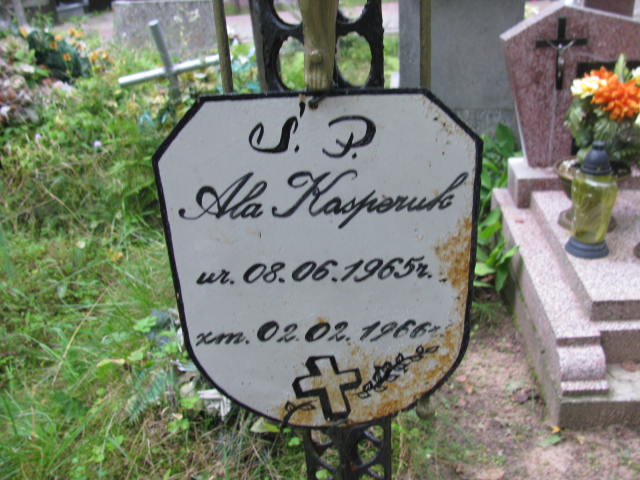 Ś. P.
Ala Kasperuk
ur. 08.06.1965r.
zm. 02.02.1966r.